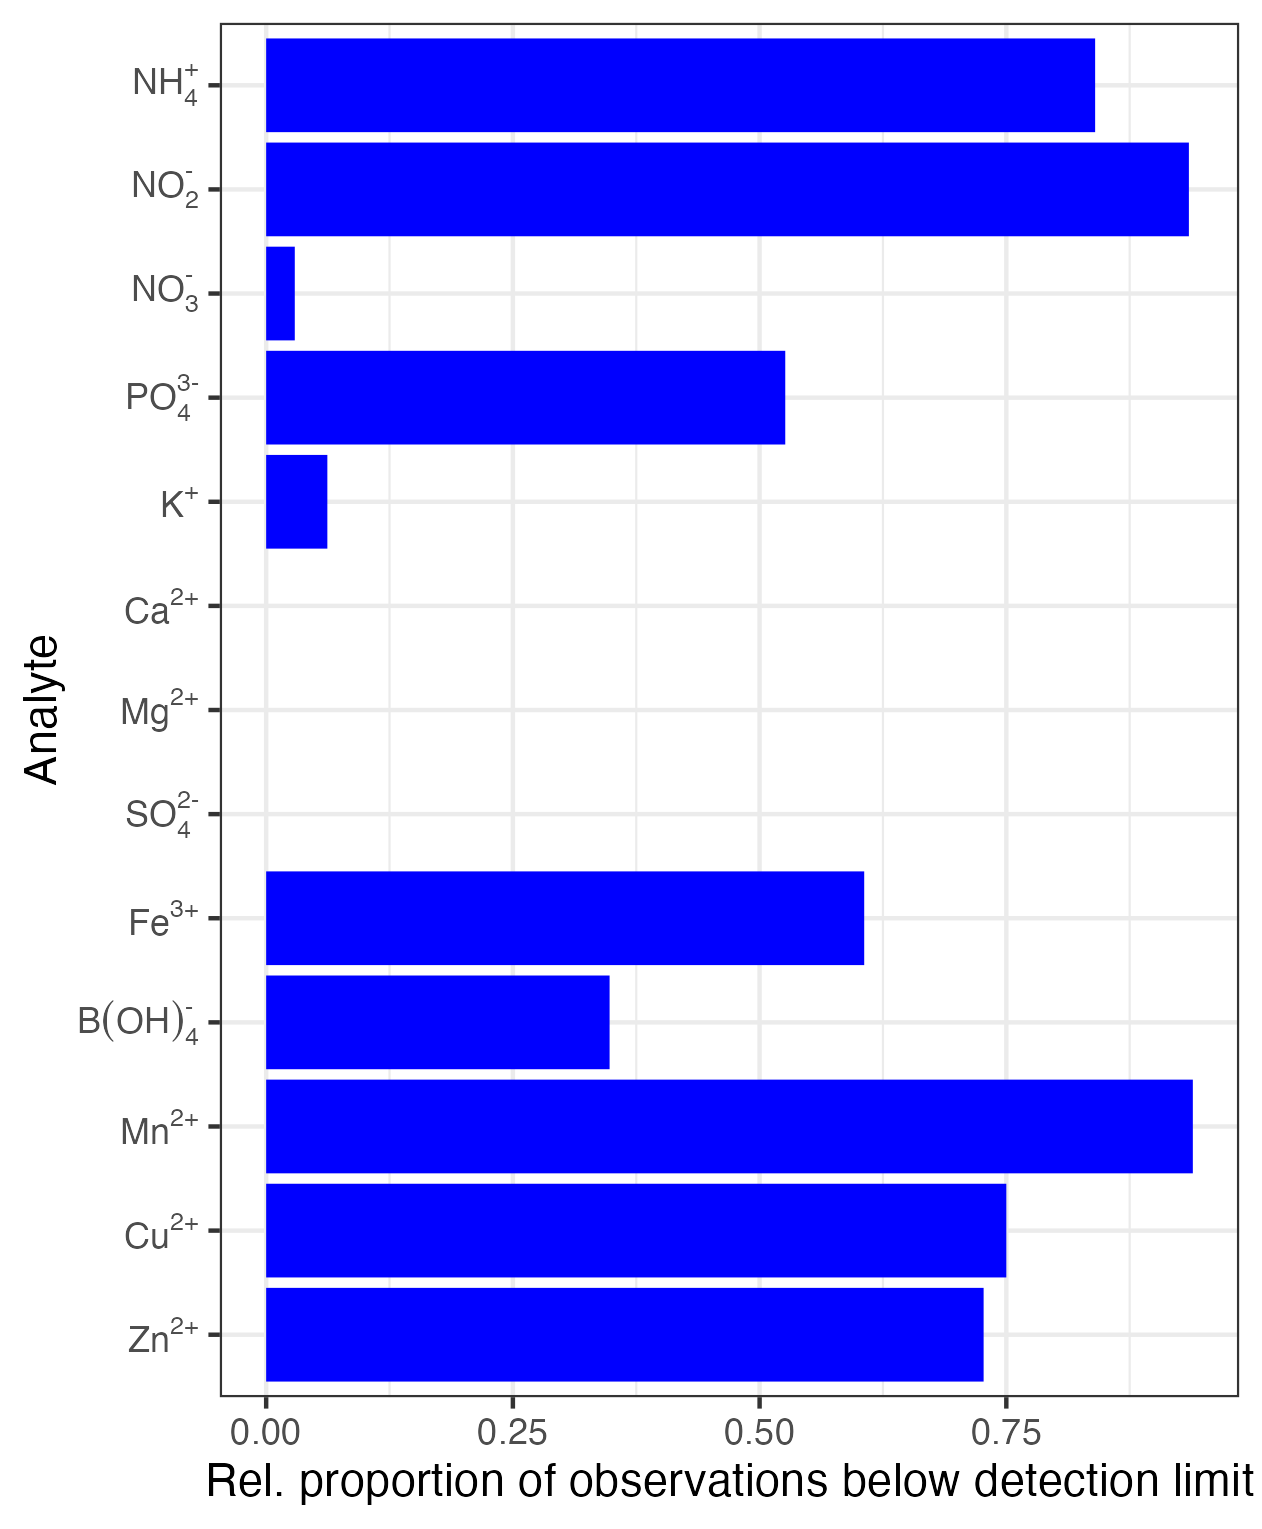 NH₄⁺
NO₂⁻
NO₃⁻
PO₄³⁻
K⁺
Ca²⁺
Mg²⁺
SO₄²⁻
Fe³⁺
B(OH)₄⁻
Mn²⁺
Cu²⁺
Zn²⁺
Analyte
0.00 0.25 0.50 0.75
Rel. proportion of observations below detection limit